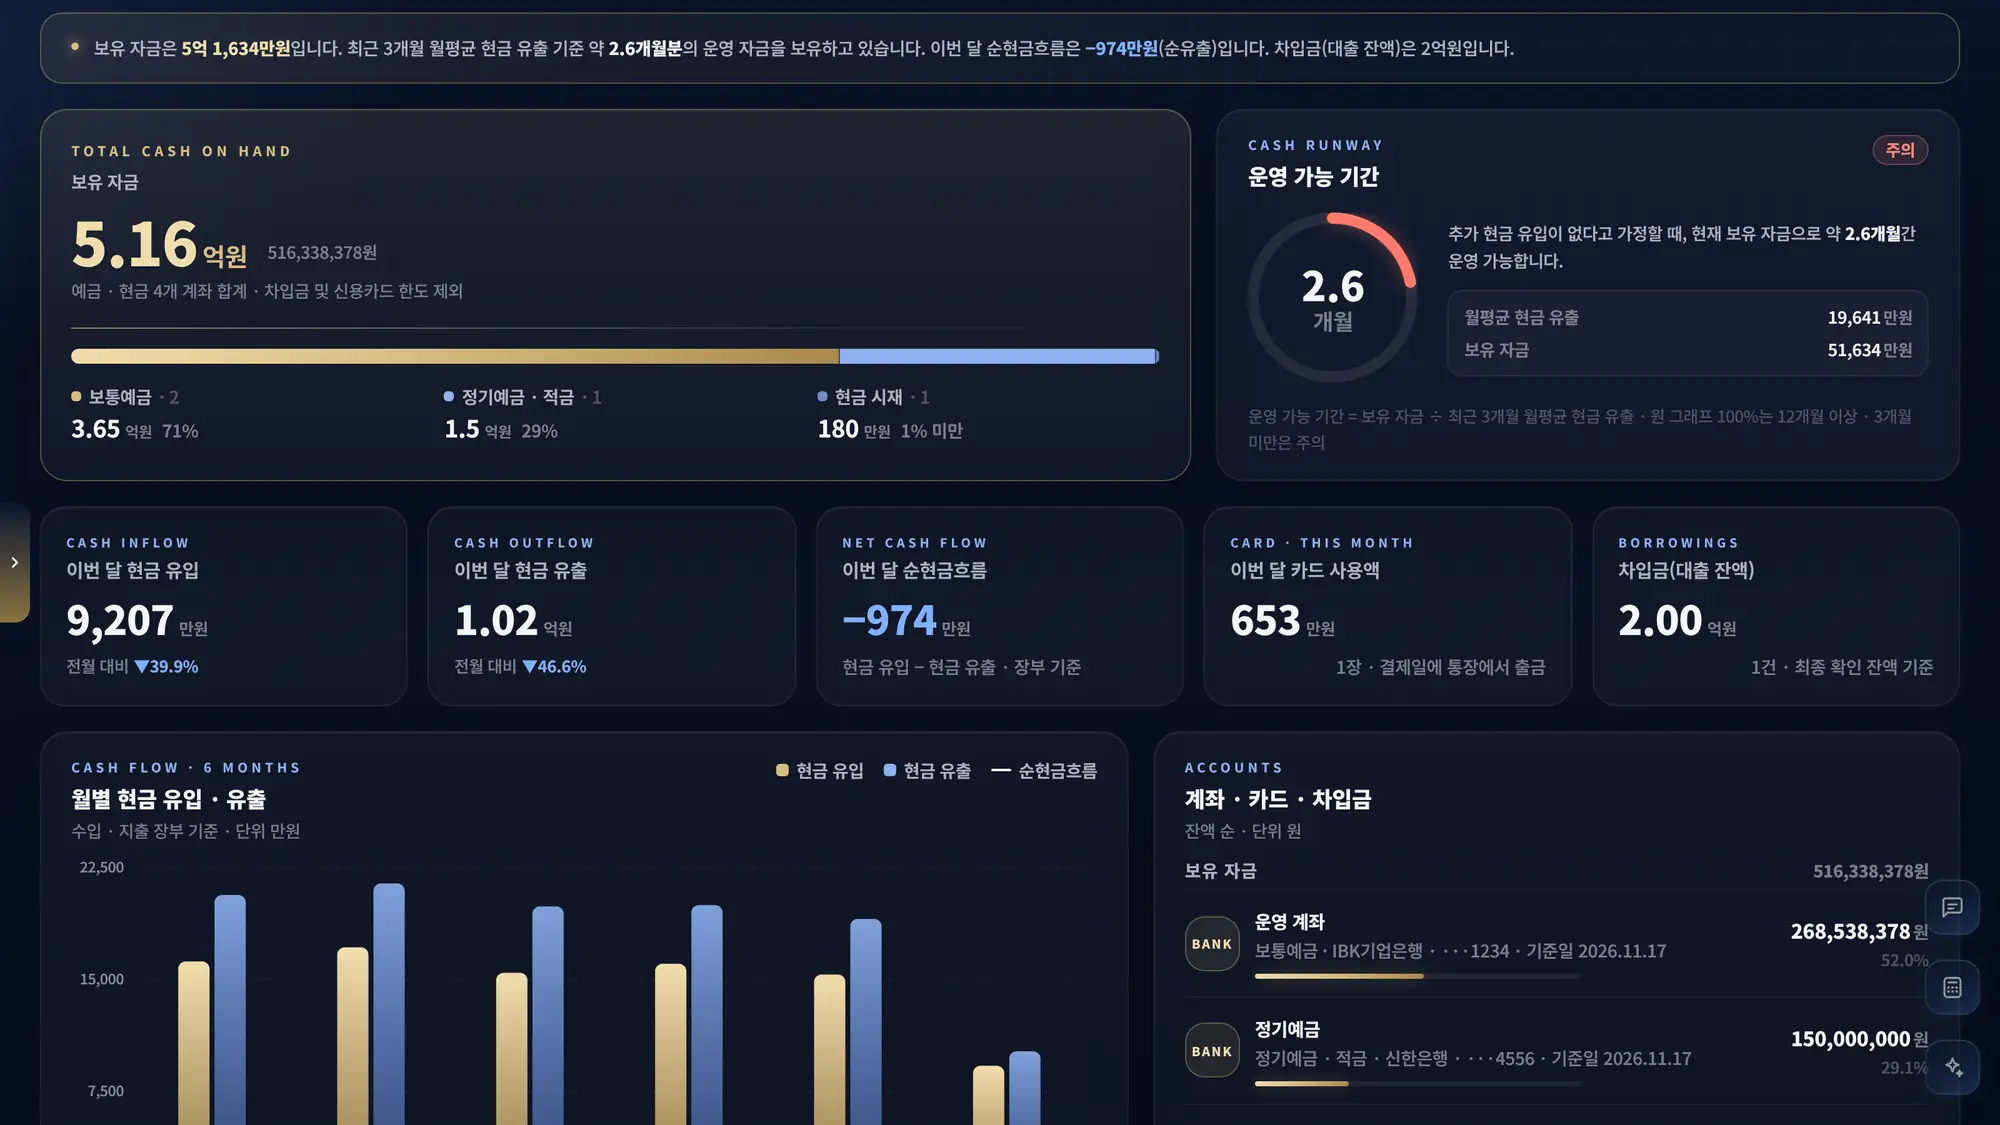 보유 자금은 5억 1,634만원입니다. 최근 3개월 월평균 현금 유출 기준 약 2.6개월분의 운영 자금을 보유하고 있습니다. 이번 달 순현금흐름은 −974만원(순유출)입니다. 차입금(대출 잔액)은 2억원입니다.
TOTAL CASH ON HAND
보유 자금
5.16 억원 516,338,378원
예금 · 현금 4개 계좌 합계 · 차입금 및 신용카드 한도 제외
보통예금 · 2
3.65 억원 71%
정기예금 · 적금 · 1
1.5 억원 29%
현금 시재 · 1
180 만원 1% 미만
CASH RUNWAY
주의
운영 가능 기간
2.6
개월
추가 현금 유입이 없다고 가정할 때, 현재 보유 자금으로 약 2.6개월간
운영 가능합니다.
월평균 현금 유출 19,641 만원
보유 자금 51,634 만원
운영 가능 기간 = 보유 자금 ÷ 최근 3개월 월평균 현금 유출 · 원 그래프 100%는 12개월 이상 · 3개월
미만은 주의
CASH INFLOW
이번 달 현금 유입
9,207 만원
전월 대비 ▼39.9%
CASH OUTFLOW
이번 달 현금 유출
1.02 억원
전월 대비 ▼46.6%
NET CASH FLOW
이번 달 순현금흐름
−974 만원
현금 유입 − 현금 유출 · 장부 기준
CARD · THIS MONTH
이번 달 카드 사용액
653 만원
1장 · 결제일에 통장에서 출금
BORROWINGS
차입금(대출 잔액)
2.00 억원
1건 · 최종 확인 잔액 기준
CASH FLOW · 6 MONTHS
월별 현금 유입 · 유출
수입 · 지출 장부 기준 · 단위 만원
현금 유입 현금 유출 순현금흐름
22,500
15,000
7,500
ACCOUNTS
계좌 · 카드 · 차입금
잔액 순 · 단위 원
보유 자금 516,338,378원
BANK
운영 계좌
보통예금 · IBK기업은행 · ···1234 · 기준일 2026.11.17
268,538,378 원
52.0%
BANK
정기예금
정기예금 · 적금 · 신한은행 · ···4556 · 기준일 2026.11.17
150,000,000 원
29.1%